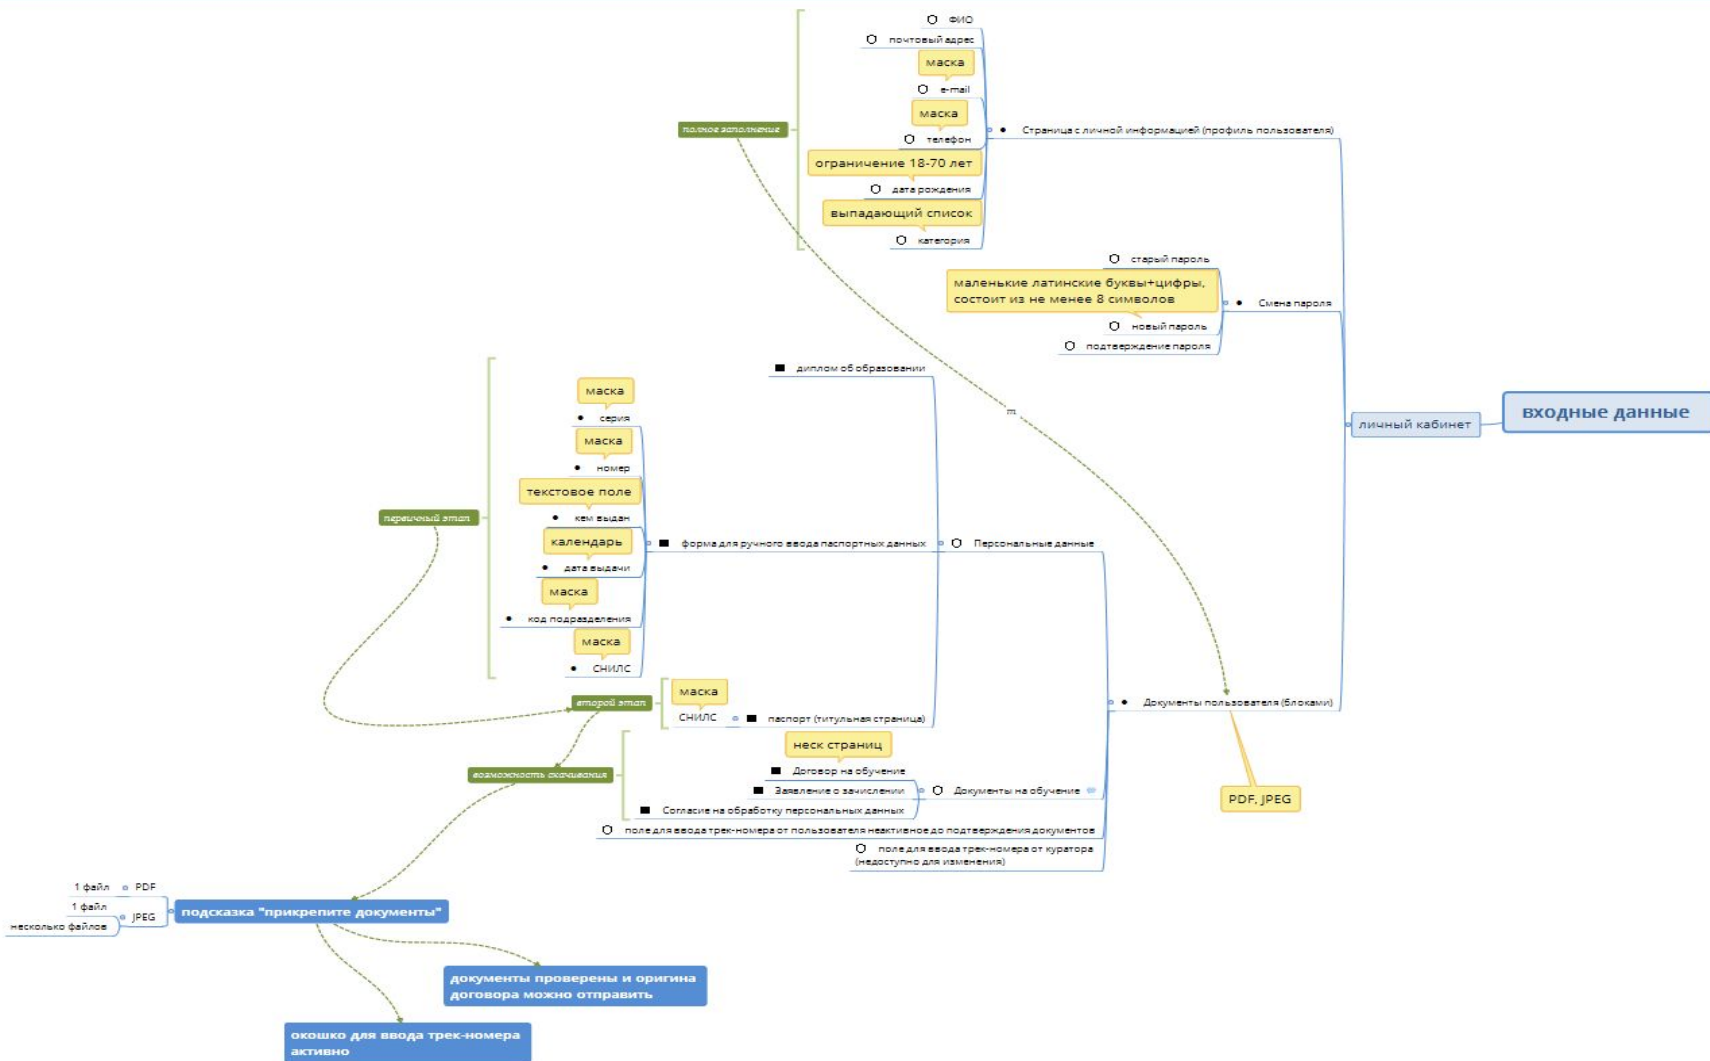 ФИО
почтовый адрес
маска
e-mail
маска
телефон
ограничение 18-70 лет
дата рождения
выпадающий список
категория
полное заполнение
Страница с личной информацией (профиль пользователя)
старый пароль
маленькие латинские буквы+цифры,
состоит из не менее 8 символов
новый пароль
подтверждение пароля
Смена пароля
входные данные
личный кабинет
диплом об образовании
маска
серия
маска
номер
текстовое поле
кем выдан
календарь
дата выдачи
маска
код подразделения
маска
СНИЛС
первичный этап
форма для ручного ввода паспортных данных
Персональные данные
m
второй этап
маска
СНИЛС
паспорт (титульная страница)
Документы пользователя (блоками)
PDF, JPEG
возможность скачивания
неск страниц
Договор на обучение
Заявление о зачислении
Согласие на обработку персональных данных
Документы на обучение
поле для ввода трек-номера от пользователя неактивное до подтверждения документов
поле для ввода трек-номера от куратора
(недоступно для изменения)
1 файл
PDF
1 файл
несколько файлов
JPEG
подсказка "прикрепите документы"
документы проверены и оригина
договора можно отправить
окошко для ввода трек-номера
активно